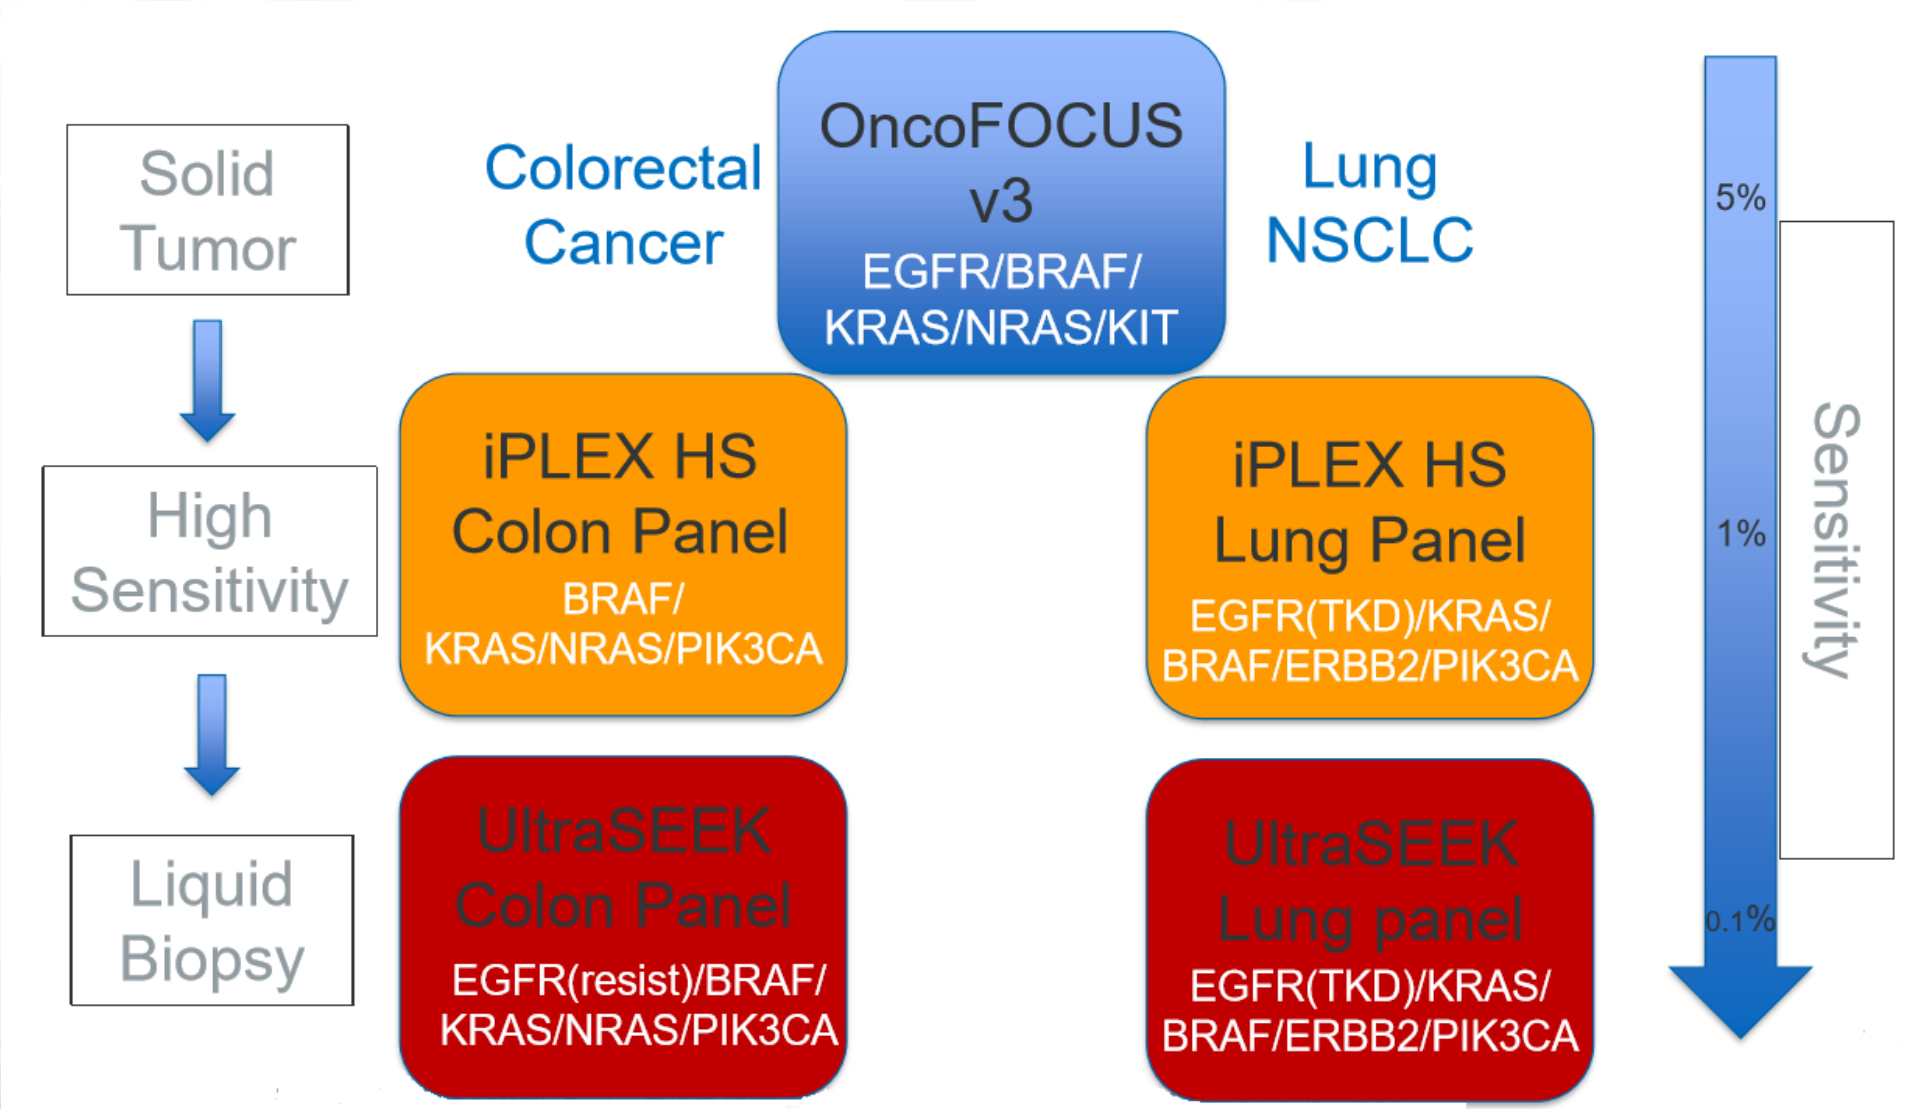 Solid
Tumor
Colorectal
Cancer
OncoFOCUS
v3
EGFR/BRAF/
KRAS/NRAS/KIT
Lung
NSCLC
5%
High
Sensitivity
iPLEX HS
Colon Panel
BRAF/
KRAS/NRAS/PIK3CA
iPLEX HS
Lung Panel
EGFR(TKD)/KRAS/
BRAF/ERBB2/PIK3CA
1%
Sensitivity
Liquid
Biopsy
UltraSEEK
Colon Panel
EGFR(resist)/BRAF/
KRAS/NRAS/PIK3CA
UltraSEEK
Lung panel
EGFR(TKD)/KRAS/
BRAF/ERBB2/PIK3CA
0.1%